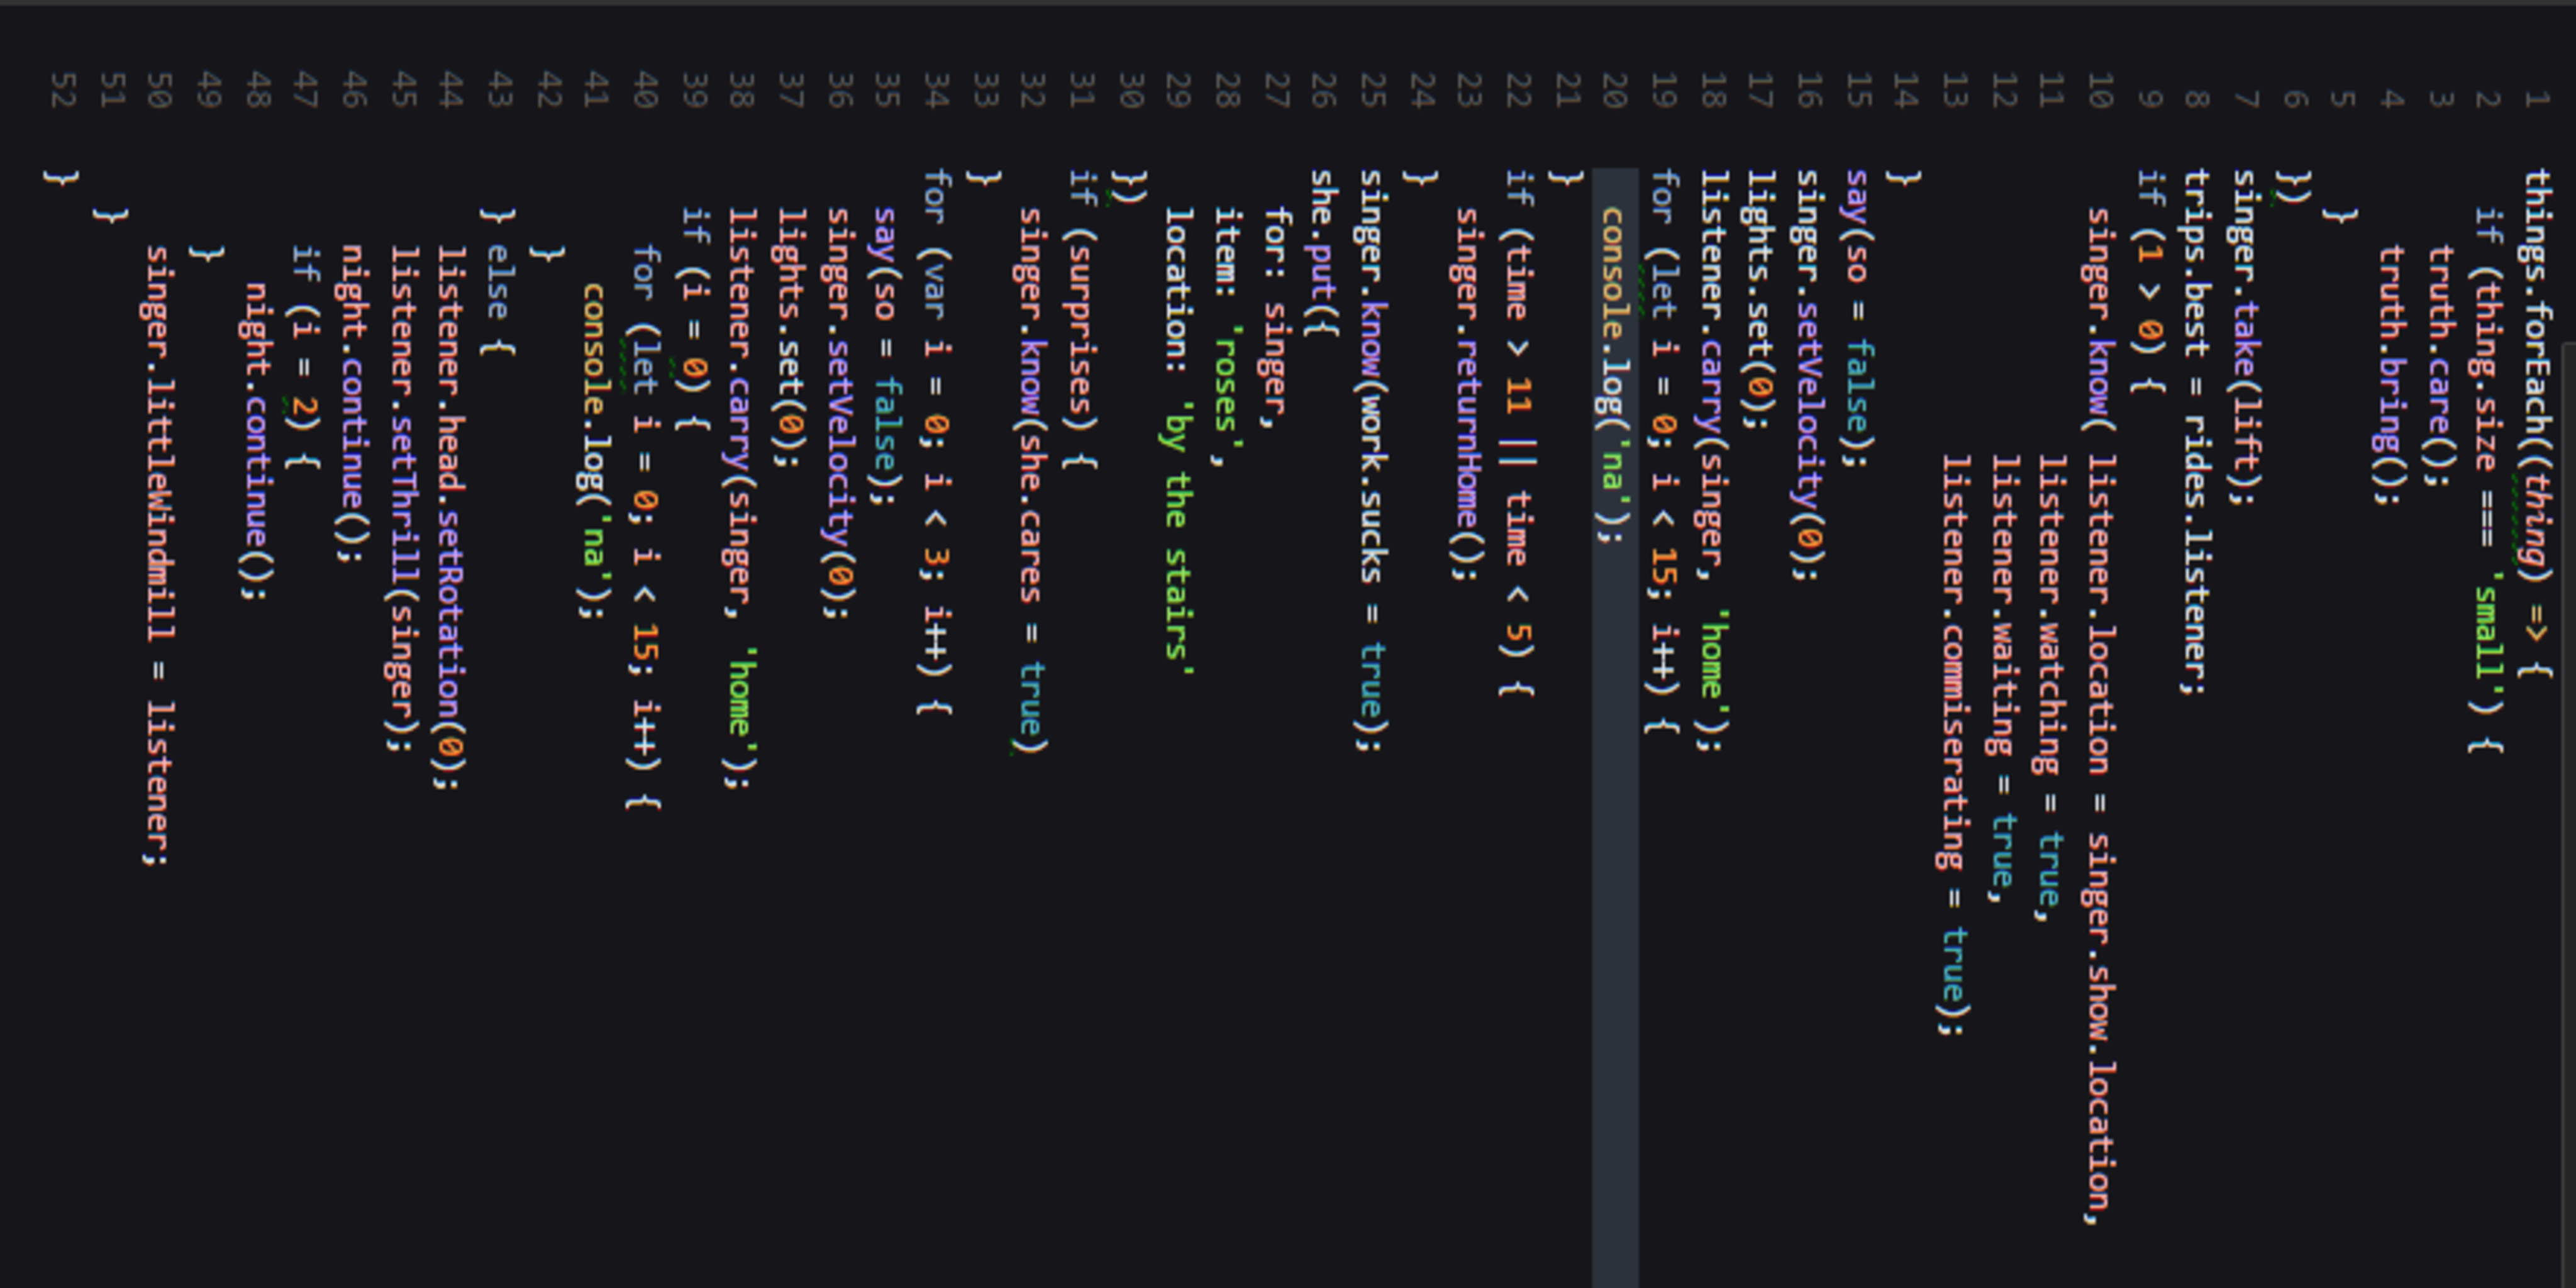 1 things.forEach((thing) => {
2 if (thing.size === 'small') {
3 truth.care();
4 truth.bring();
5 }
6 })
7 singer.take(lift);
8 trips.best = rides.listener;
9 if (1 > 0) {
10 singer.know( listener.location = singer.show.location,
11 listener.watching = true,
12 listener.waiting = true,
13 listener.commiserating = true);
14 }
15 say(so = false);
16 singer.setVelocity(0);
17 lights.set(0);
18 listener.carry(singer, 'home');
19 for (let i = 0; i < 15; i++) {
20 console.log('na');
21 }
22 if (time > 11 || time < 5) {
23 singer.returnHome();
24 }
25 singer.know(work.sucks = true);
26 she.put({
27 for: singer,
28 item: 'roses',
29 location: 'by the stairs'
30 })
31 if (surprises) {
32 singer.know(she.cares = true)
33 }
34 for (var i = 0; i < 3; i++) {
35 say(so = false);
36 singer.setVelocity(0);
37 lights.set(0);
38 listener.carry(singer, 'home');
39 if (i = 0) {
40 for (let i = 0; i < 15; i++) {
41 console.log('na');
42 }
43 } else {
44 listener.head.setRotation(0);
45 listener.setThrill(singer);
46 night.continue();
47 if (i = 2) {
48 night.continue();
49 }
50 singer.littleWindmill = listener;
51 }
52 }